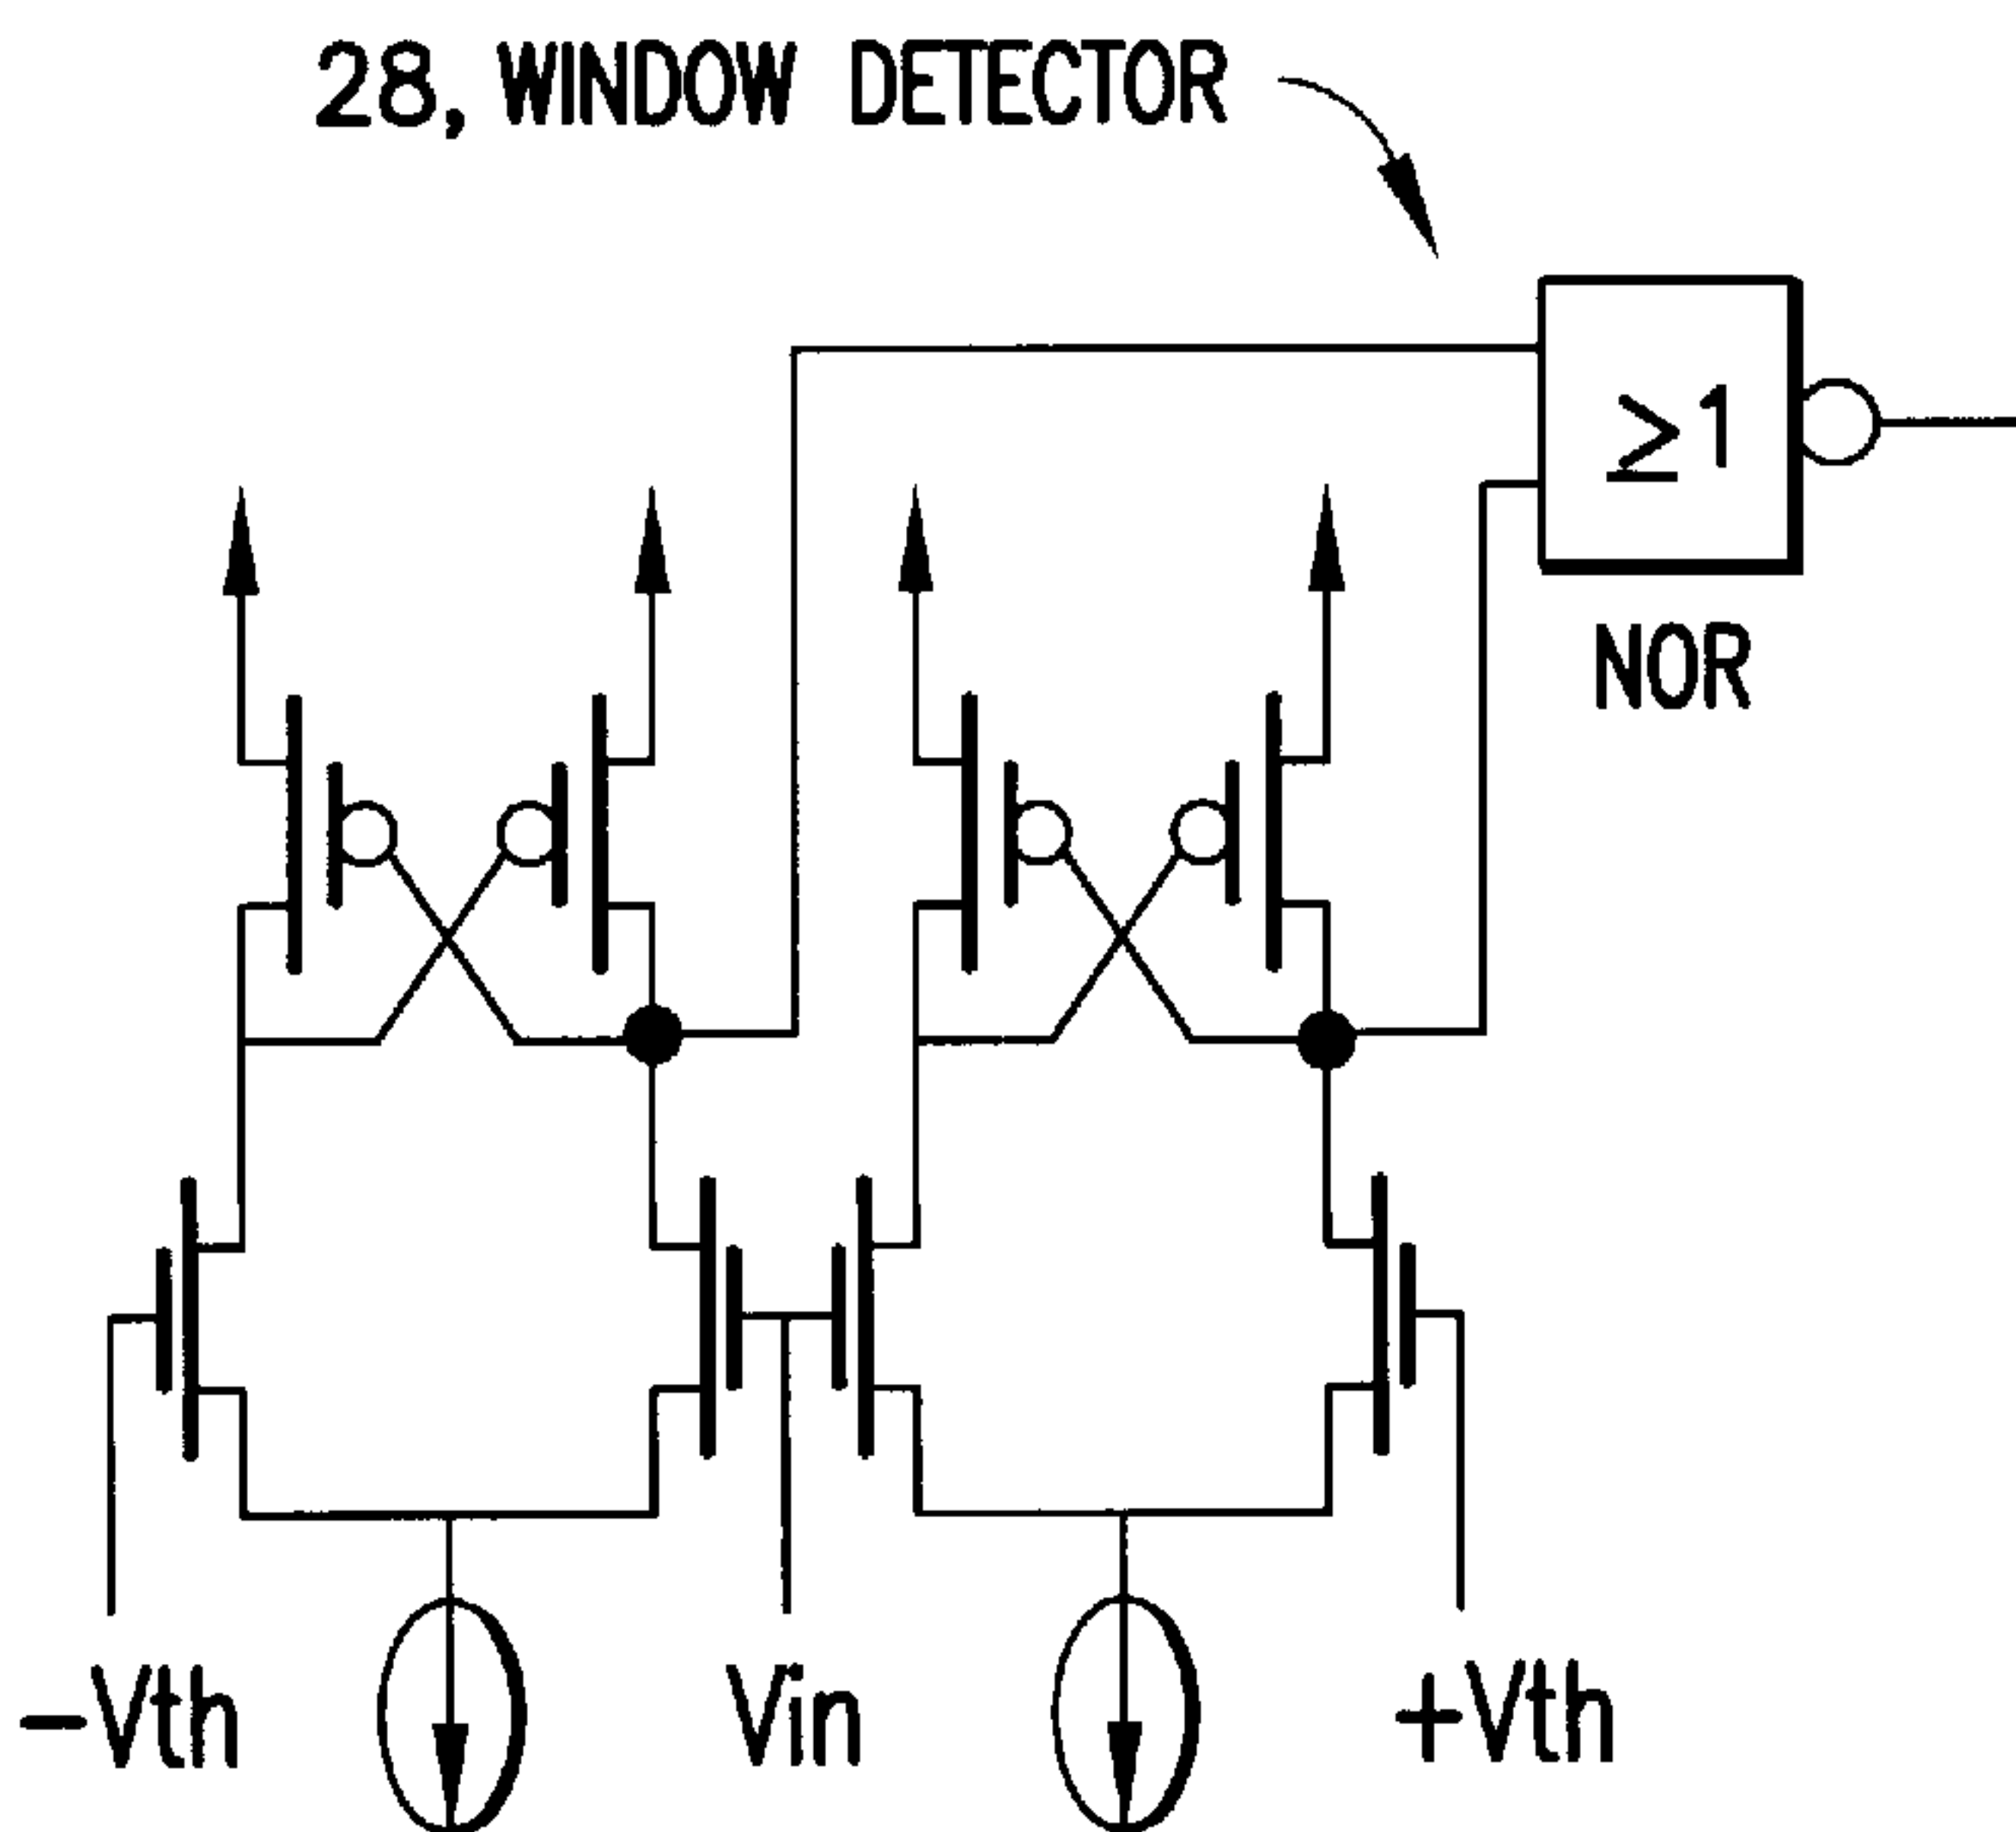 28, WINDOW DETECTOR
≥1
NOR
-Vth
Vin
+Vth